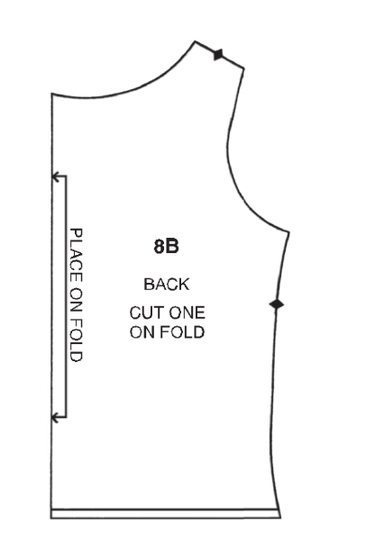 8B
BACK
CUT ONE
ON FOLD
PLACE ON FOLD